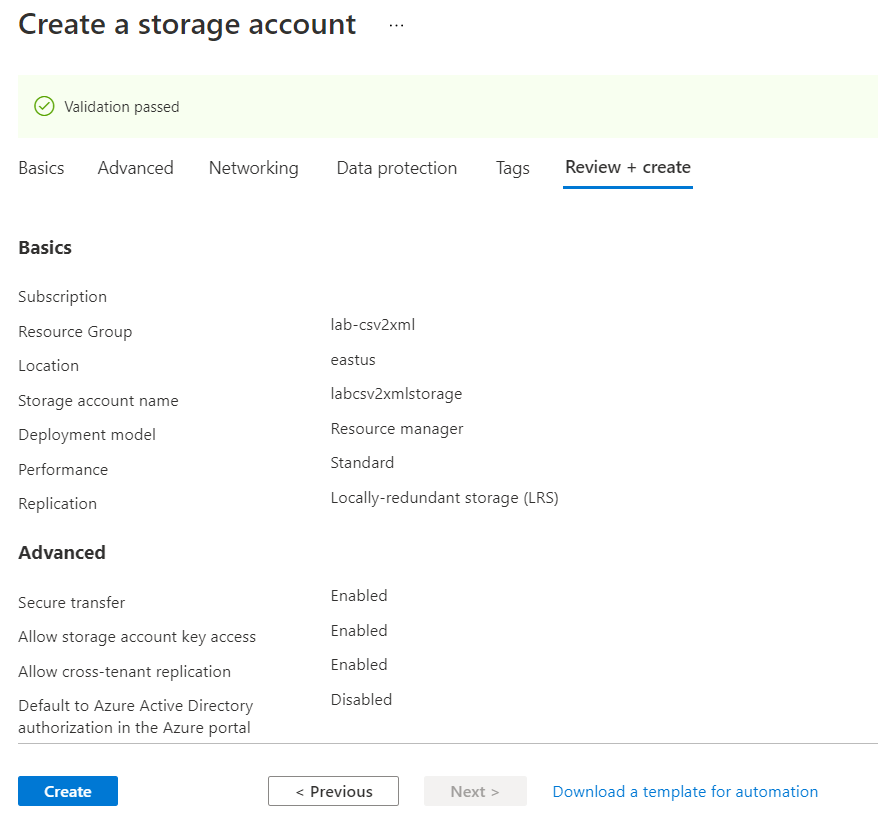 Create a storage account ...
Validation passed
Basics Advanced Networking Data protection Tags Review + create
Basics
Subscription
Resource Group lab-csv2xml
Location eastus
Storage account name labcsv2xmlstorage
Deployment model Resource manager
Performance Standard
Replication Locally-redundant storage (LRS)
Advanced
Secure transfer Enabled
Allow storage account key access Enabled
Allow cross-tenant replication Enabled
Default to Azure Active Directory Disabled
authorization in the Azure portal
Create < Previous Next > Download a template for automation